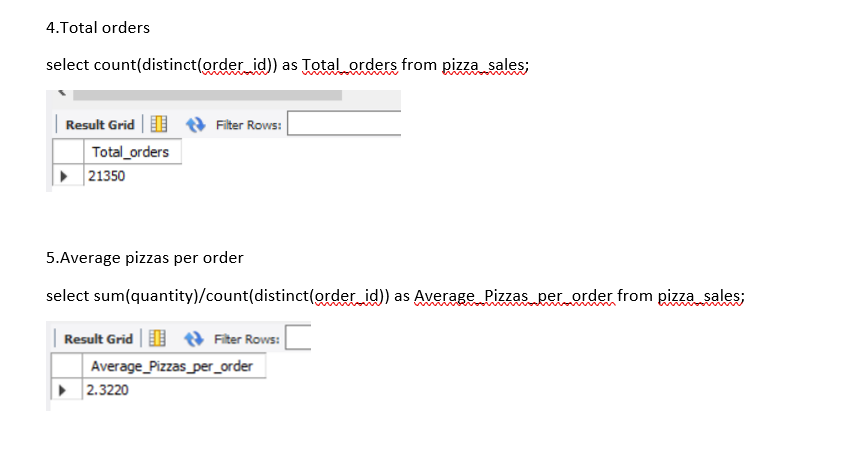 4.Total orders
select count(distinct(order_id)) as Total_orders from pizza_sales;
Result Grid Filter Rows:
Total_orders
21350
5.Average pizzas per order
select sum(quantity)/count(distinct(order_id)) as Average_Pizzas_per_order from pizza_sales;
Result Grid Filter Rows:
Average_Pizzas_per_order
2.3220